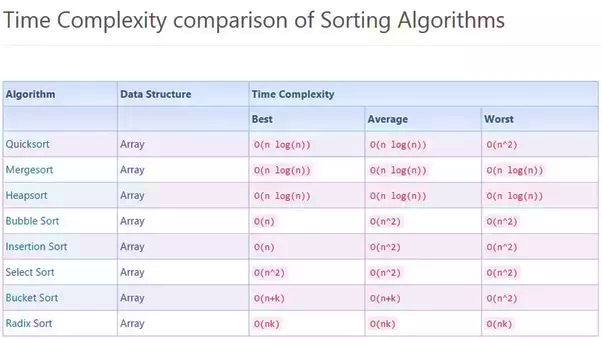 Time Complexity comparison of Sorting Algorithms
Algorithm Data Structure Time Complexity
Best Average Worst
Quicksort Array O(n log(n)) O(n log(n)) O(n^2)
Mergesort Array O(n log(n)) O(n log(n)) O(n log(n))
Heapsort Array O(n log(n)) O(n log(n)) O(n log(n))
Bubble Sort Array O(n) O(n^2) O(n^2)
Insertion Sort Array O(n) O(n^2) O(n^2)
Select Sort Array O(n^2) O(n^2) O(n^2)
Bucket Sort Array O(n+k) O(n+k) O(n^2)
Radix Sort Array O(nk) O(nk) O(nk)